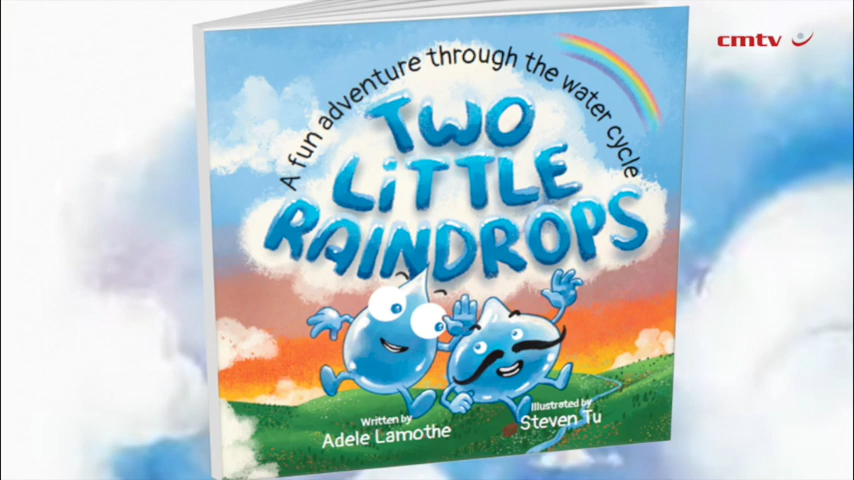 cmtv
A fun adventure through the water cycle
TWO
LiTTLE
RAINDROPS
Written by
Adele Lamothe
Illustrated by
Steven Tu